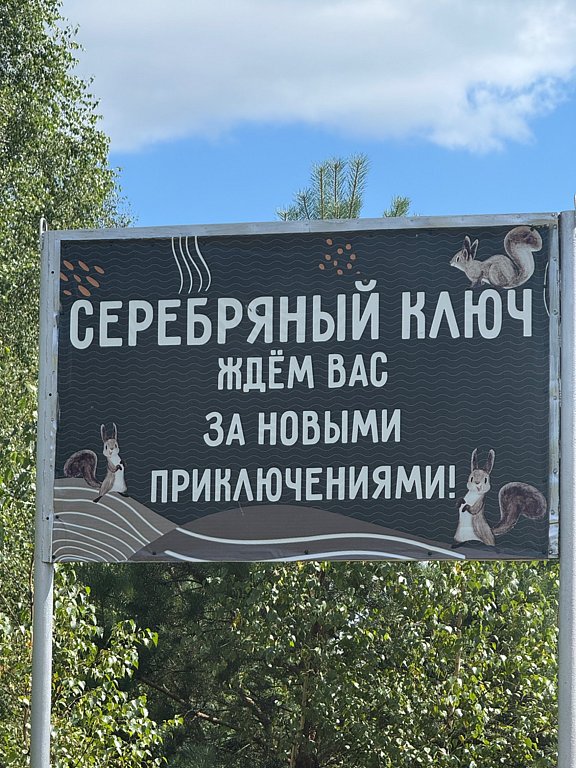 СЕРЕБРЯНЫЙ КЛЮЧ
ЖДЁМ ВАС
ЗА НОВЫМИ
ПРИКЛЮЧЕНИЯМИ!